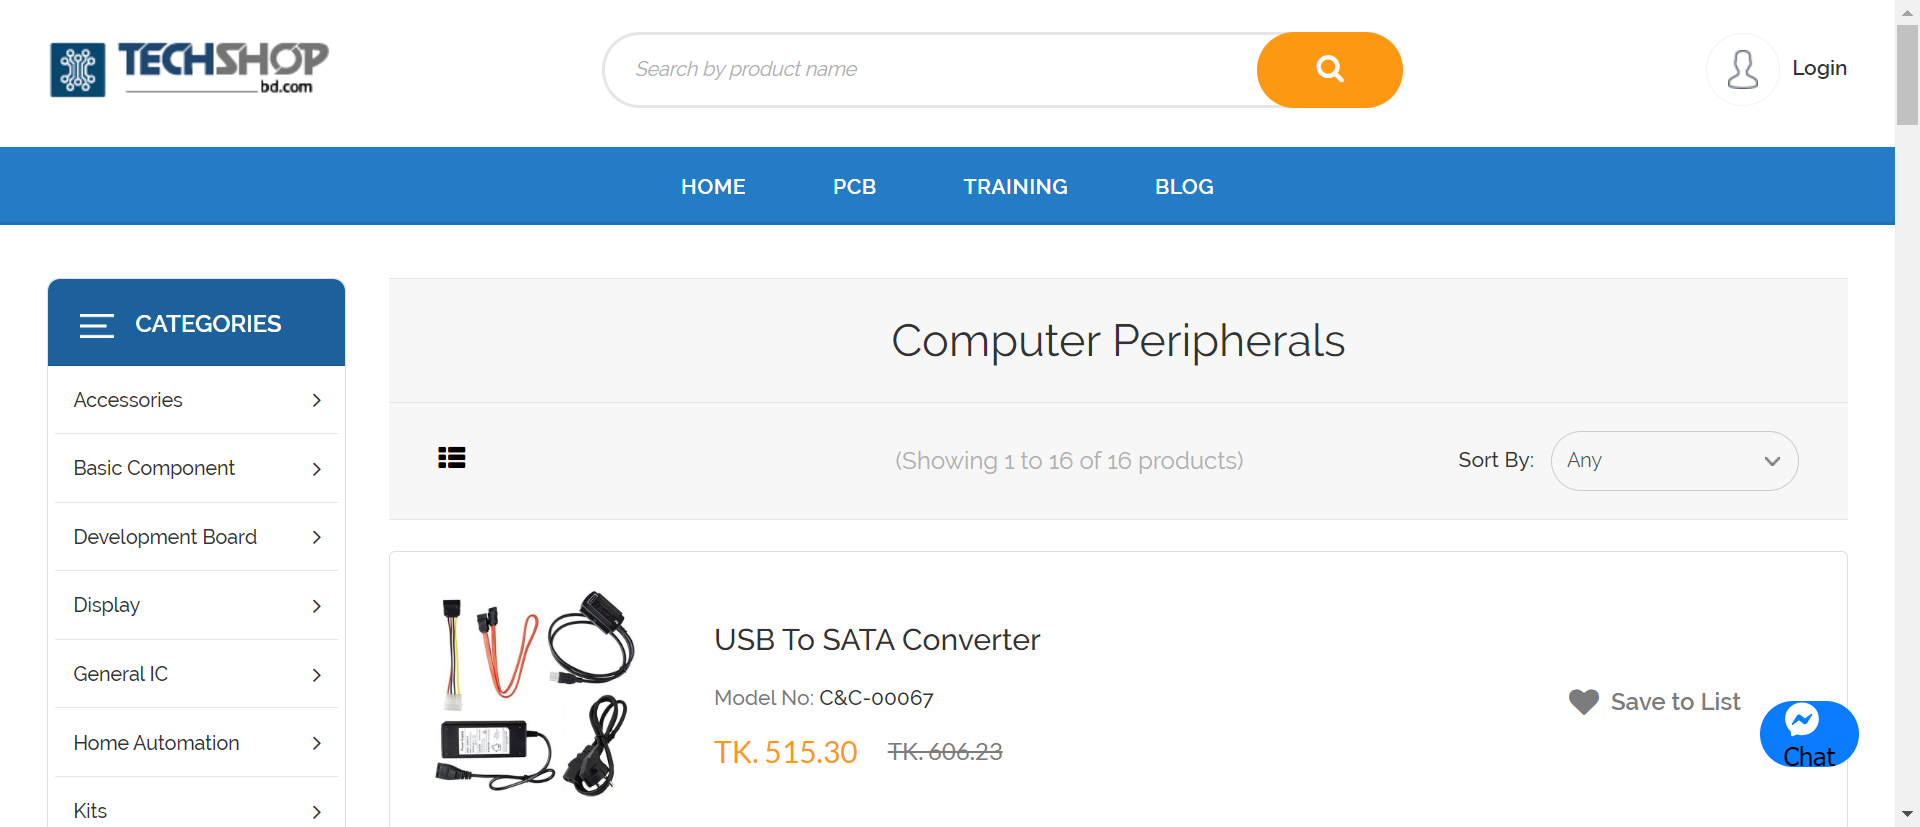 TECHSHOP
bd.com
Search by product name
Login
HOME
PCB
TRAINING
BLOG
CATEGORIES
Accessories
Basic Component
Development Board
Display
General IC
Home Automation
Kits
Computer Peripherals
(Showing 1 to 16 of 16 products)
Sort By:
Any
USB To SATA Converter
Model No: C&C-00067
TK. 515.30 TK. 606.23
Save to List
Chat